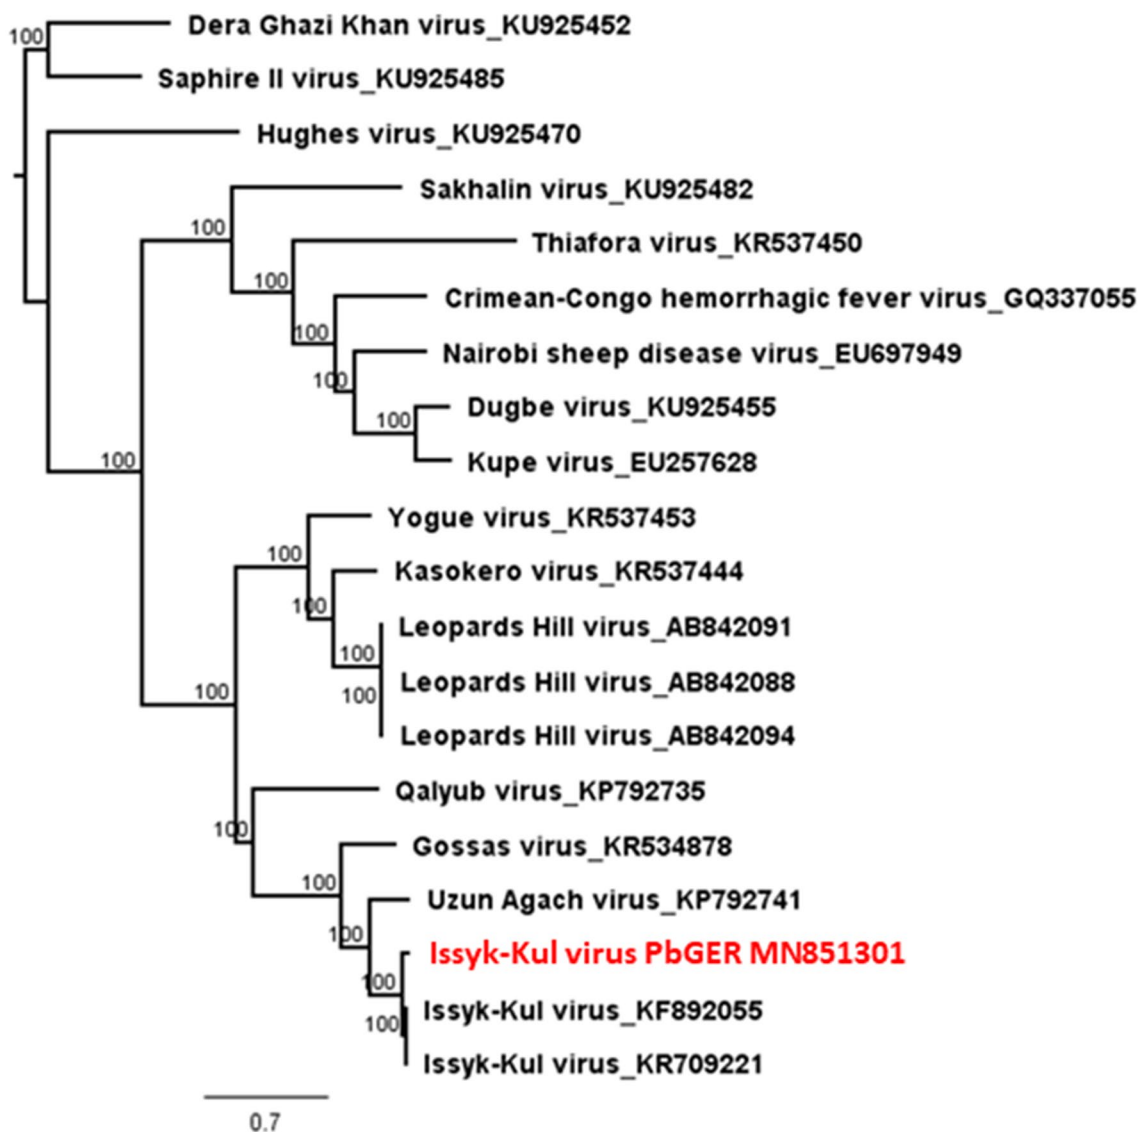 Dera Ghazi Khan virus_KU925452
100
Saphire II virus_KU925485
Hughes virus_KU925470
Sakhalin virus_KU925482
100
Thiafora virus_KR537450
100
Crimean-Congo hemorrhagic fever virus_GQ337055
100
Nairobi sheep disease virus_EU697949
100
Dugbe virus_KU925455
100
Kupe virus_EU257628
100
Yogue virus_KR537453
100
Kasokero virus_KR537444
100
Leopards Hill virus_AB842091
100
Leopards Hill virus_AB842088
100
100
Leopards Hill virus_AB842094
Qalyub virus_KP792735
100
Gossas virus_KR534878
100
Uzun Agach virus_KP792741
100
Issyk-Kul virus PbGER MN851301
100
Issyk-Kul virus_KF892055
100
Issyk-Kul virus_KR709221
0.7